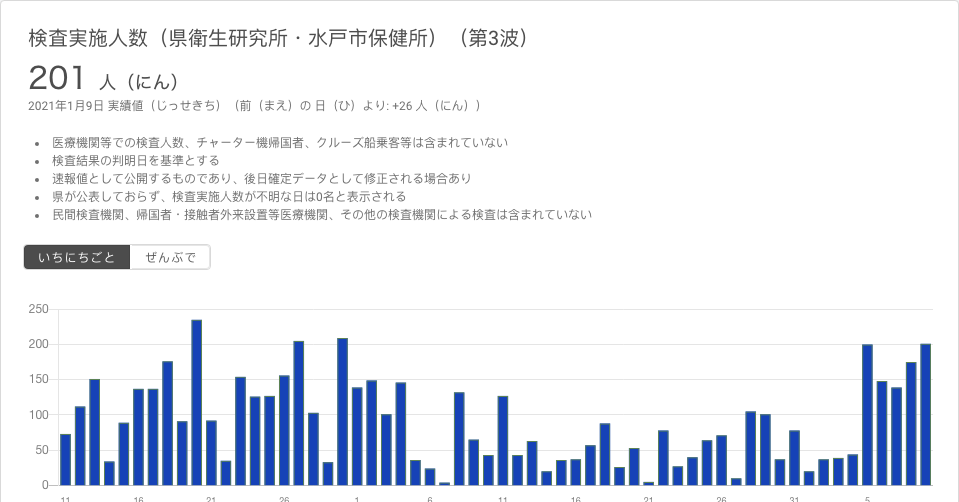 検査実施人数（県衛生研究所・水戸市保健所）（第3波）
201 人（にん）
2021年1月9日 実績値（じっせきち）（前（まえ）の 日（ひ）より: +26 人（にん））
• 医療機関等での検査人数、チャーター機帰国者、クルーズ船乗客等は含まれていない
• 検査結果の判明日を基準とする
• 速報値として公開するものであり、後日確定データとして修正される場合あり
• 県が公表しておらず、検査実施人数が不明な日は0名と表示される
• 民間検査機関、帰国者・接触者外来設置等医療機関、その他の検査機関による検査は含まれていない
いちにちごと ぜんぶで
250
200
150
100
50
0
11 16 21 26 1 6 11 16 21 26 31 5